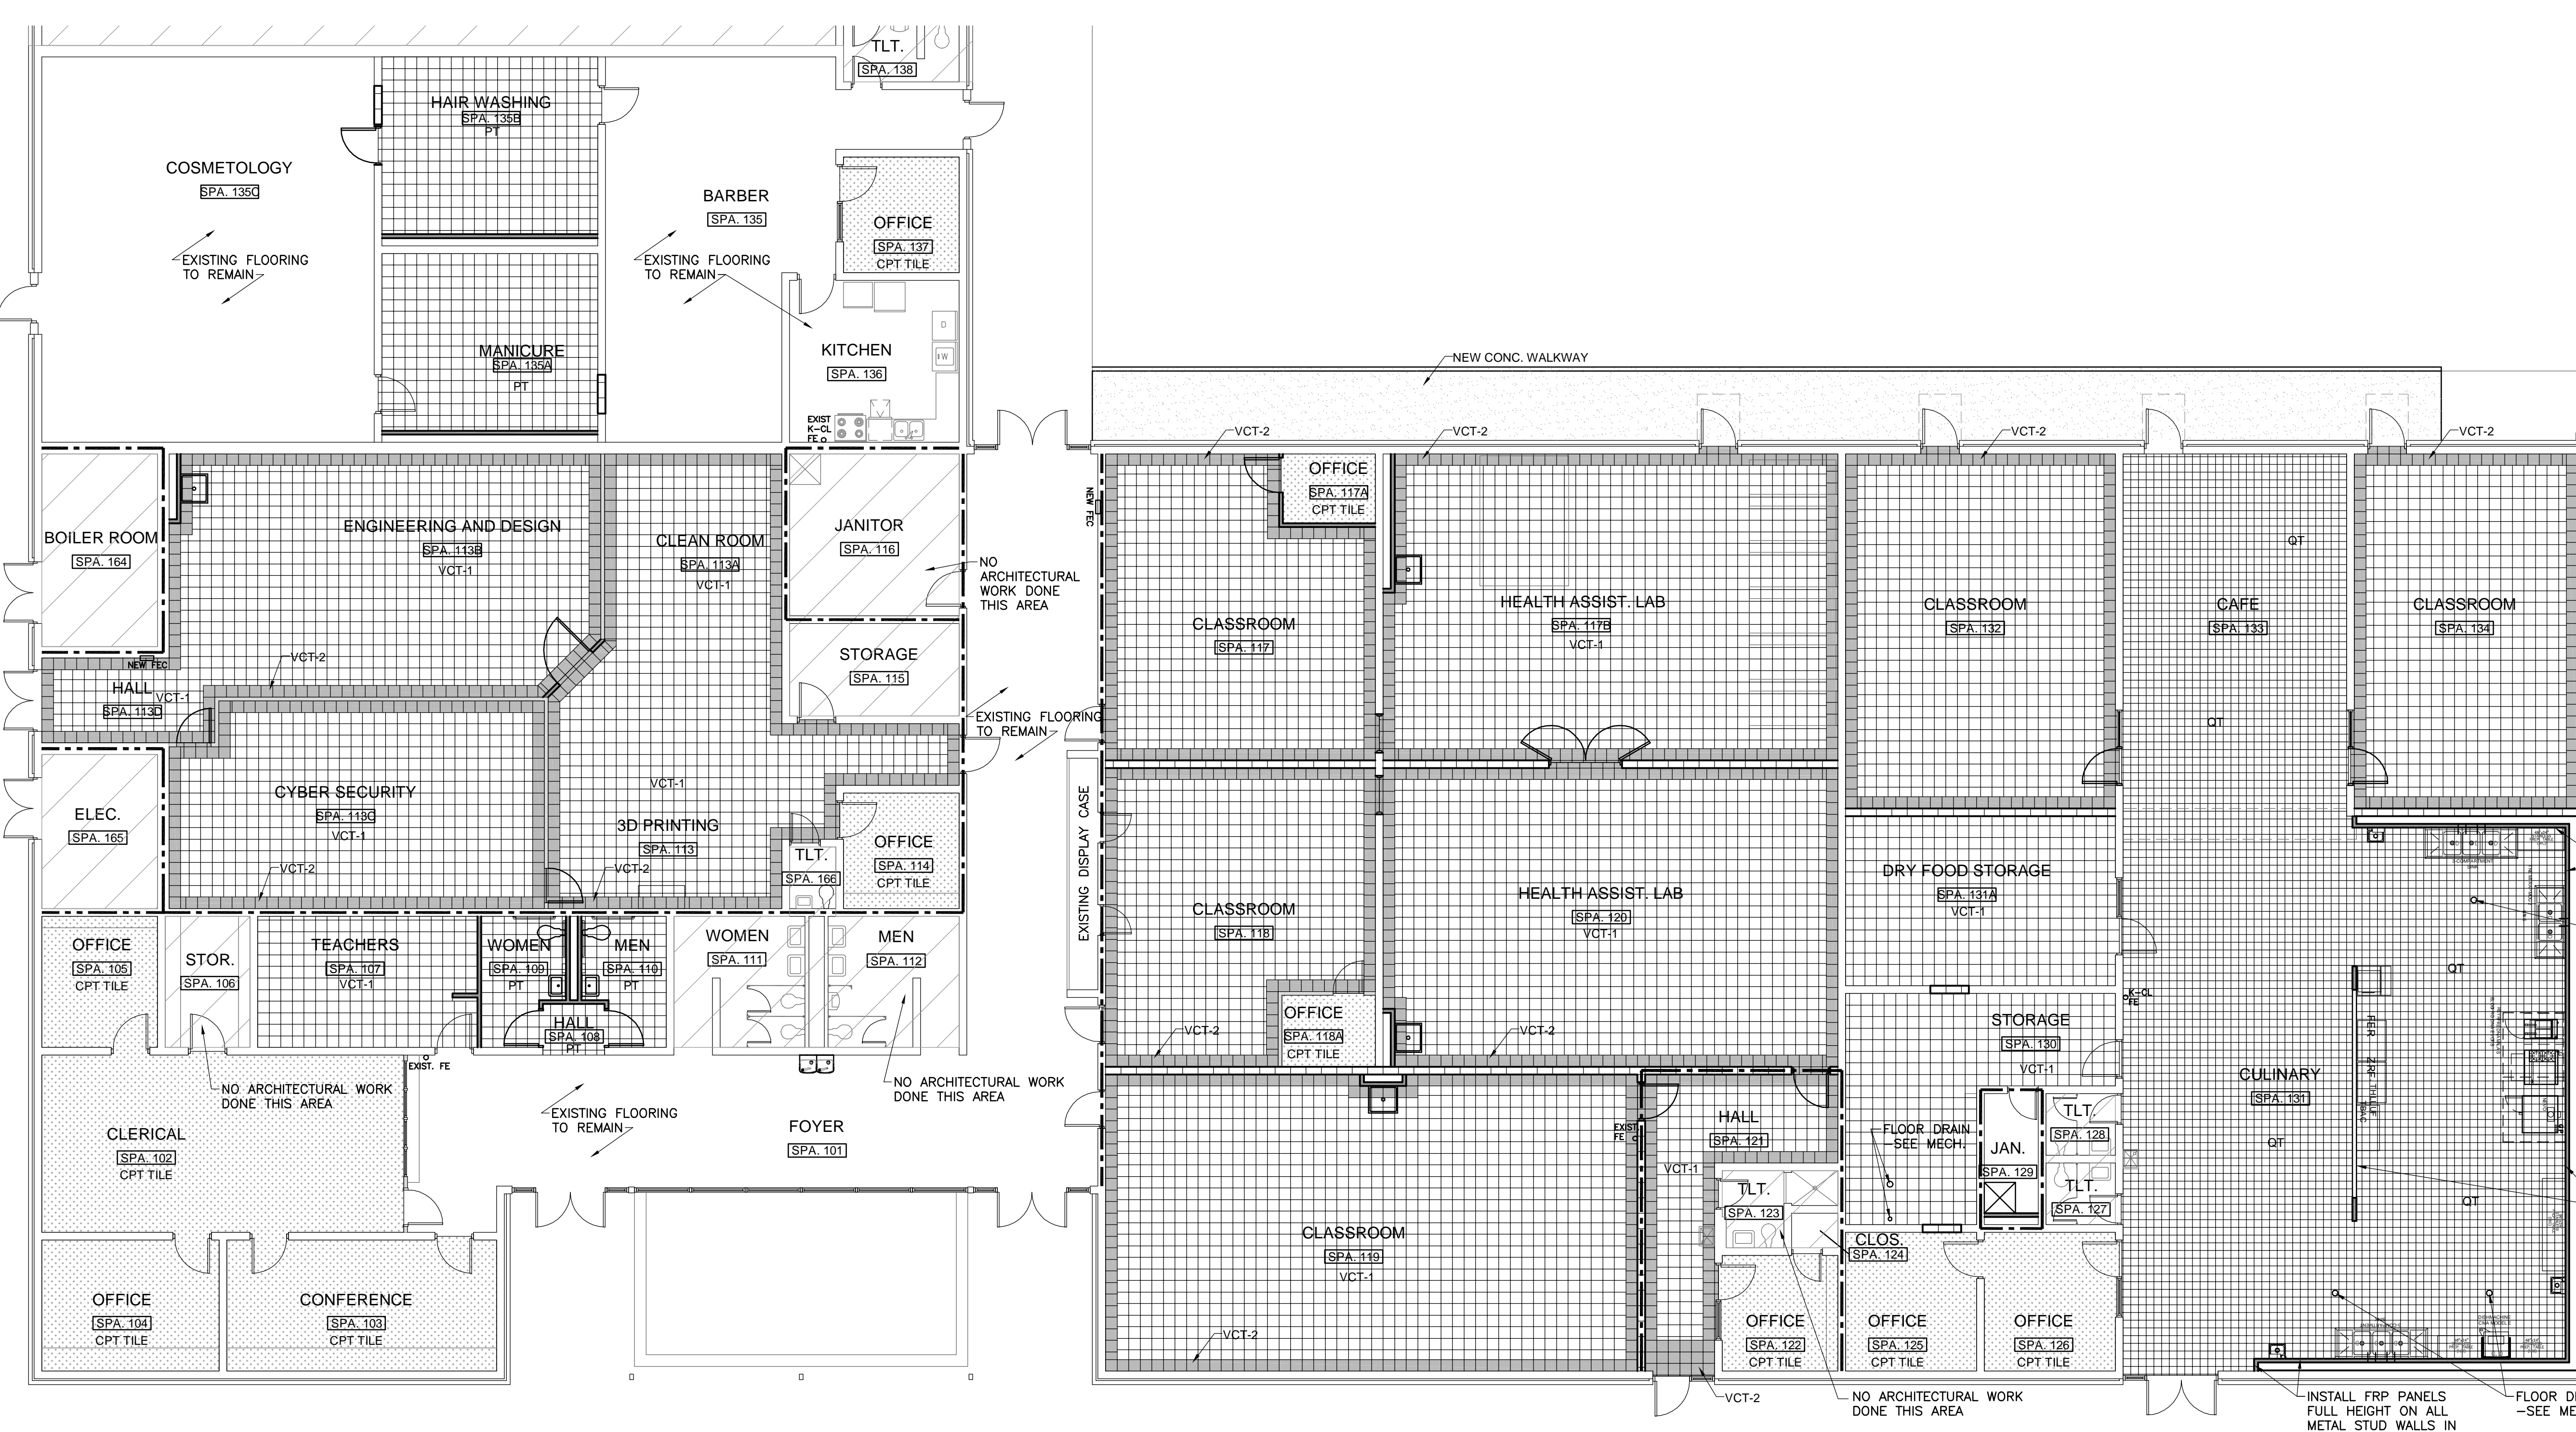 TLT.
SPA. 138
HAIR WASHING
SPA. 135B
PT
COSMETOLOGY
SPA. 135C
EXISTING FLOORING
TO REMAIN
BARBER
SPA. 135
EXISTING FLOORING
TO REMAIN
OFFICE
SPA. 137
CPT TILE
MANICURE
SPA. 135A
PT
D
W
KITCHEN
SPA. 136
EXIST
K-CL
FE
NEW CONC. WALKWAY
VCT-2
VCT-2
VCT-2
VCT-2
BOILER ROOM
SPA. 164
ENGINEERING AND DESIGN
SPA. 113B
VCT-1
CLEAN ROOM
SPA. 113A
VCT-1
JANITOR
SPA. 116
NO
ARCHITECTURAL
WORK DONE
THIS AREA
NEW FEC
OFFICE
SPA. 117A
CPT TILE
CLASSROOM
SPA. 117
HEALTH ASSIST. LAB
SPA. 117B
VCT-1
CLASSROOM
SPA. 132
QT
CAFE
SPA. 133
QT
CLASSROOM
SPA. 134
STORAGE
SPA. 115
NEW FEC
VCT-2
HALL
VCT-1
SPA. 113D
EXISTING FLOORING
TO REMAIN
CYBER SECURITY
SPA. 113C
VCT-1
VCT-2
VCT-1
3D PRINTING
SPA. 113
VCT-2
ELEC.
SPA. 165
TLT.
SPA. 166
OFFICE
SPA. 114
CPT TILE
EXISTING DISPLAY CASE
CLASSROOM
SPA. 118
HEALTH ASSIST. LAB
SPA. 120
VCT-1
DRY FOOD STORAGE
SPA. 131A
VCT-1
OFFICE
SPA. 105
CPT TILE
STOR.
SPA. 106
TEACHERS
SPA. 107
VCT-1
WOMEN
SPA. 109
PT
MEN
SPA. 110
PT
HALL
SPA. 108
PT
WOMEN
SPA. 111
MEN
SPA. 112
OFFICE
SPA. 118A
CPT TILE
VCT-2
VCT-2
STORAGE
SPA. 130
VCT-1
K-CL
FE
QT
EXIST. FE
NO ARCHITECTURAL WORK
DONE THIS AREA
NO ARCHITECTURAL WORK
DONE THIS AREA
EXISTING FLOORING
TO REMAIN
CLERICAL
SPA. 102
CPT TILE
FOYER
SPA. 101
HALL
SPA. 121
EXIST
FE
VCT-1
FLOOR DRAIN
-SEE MECH.
JAN.
SPA. 129
TLT.
SPA. 128
TLT.
SPA. 127
CULINARY
SPA. 131
QT
QT
TLT.
SPA. 123
CLOS.
SPA. 124
CLASSROOM
SPA. 119
VCT-1
VCT-2
OFFICE
SPA. 104
CPT TILE
CONFERENCE
SPA. 103
CPT TILE
OFFICE
SPA. 122
CPT TILE
OFFICE
SPA. 125
CPT TILE
OFFICE
SPA. 126
CPT TILE
VCT-2
NO ARCHITECTURAL WORK
DONE THIS AREA
INSTALL FRP PANELS
FULL HEIGHT ON ALL
METAL STUD WALLS IN
FLOOR D
-SEE ME